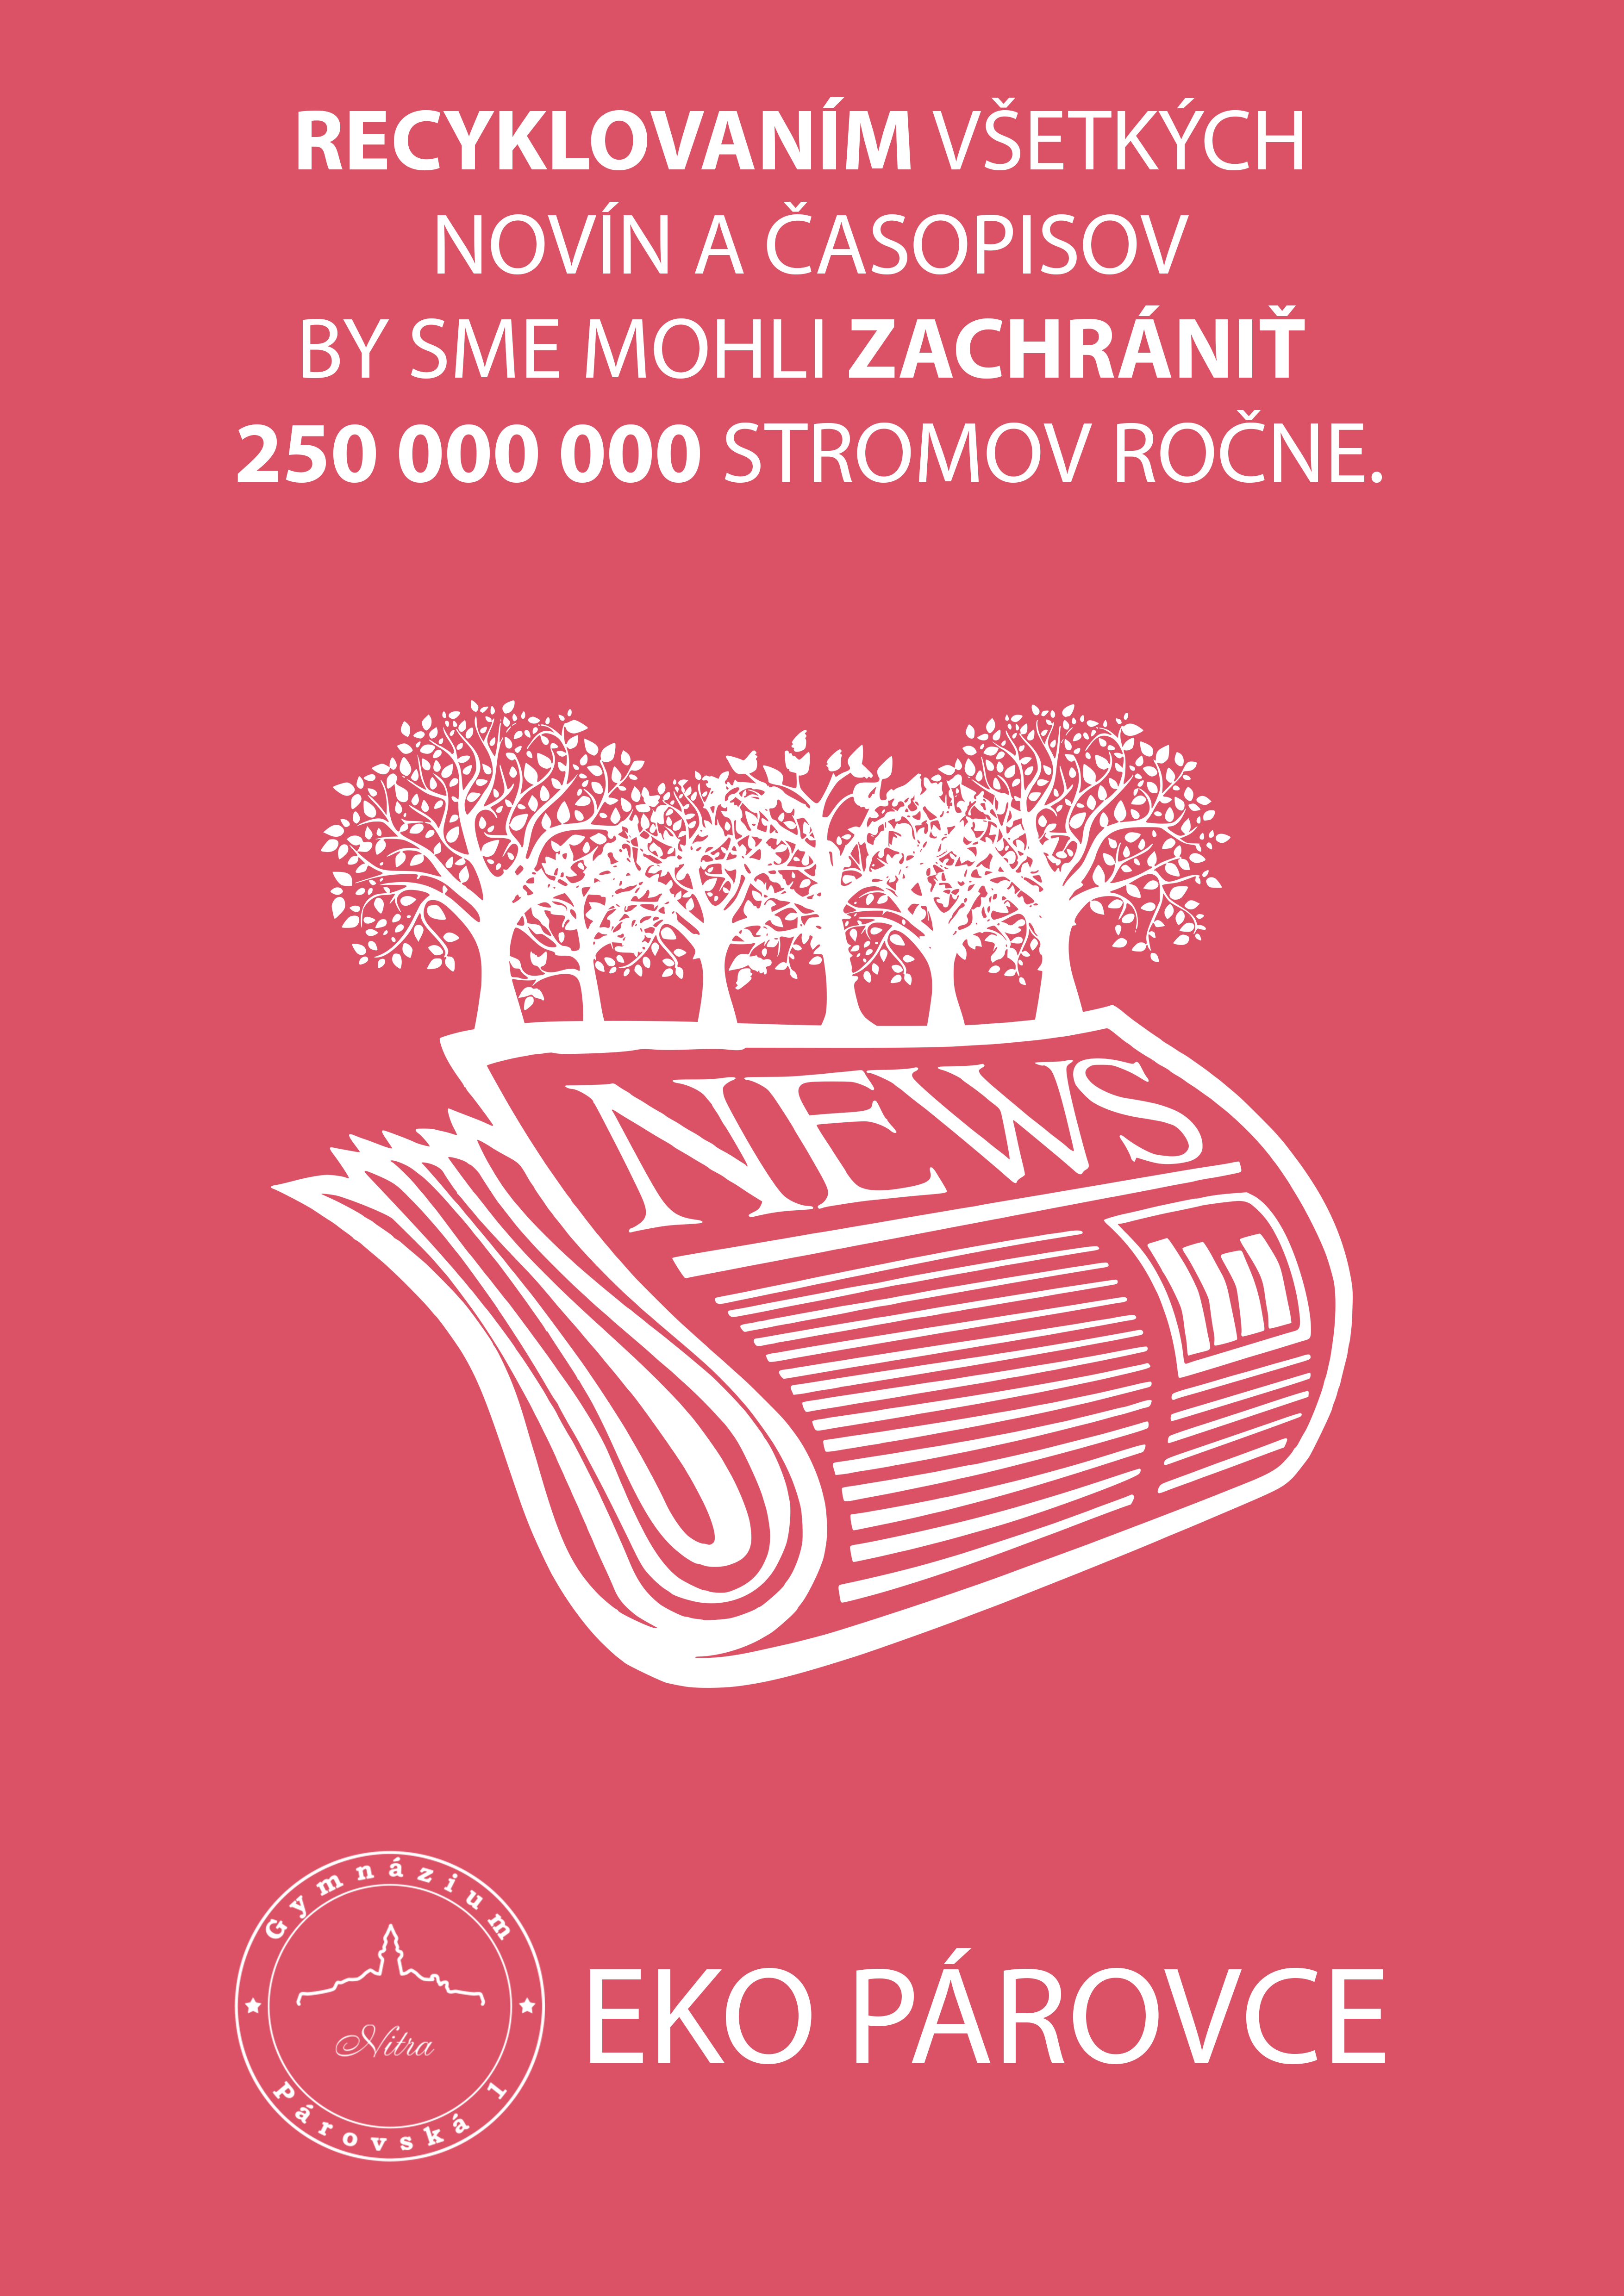 RECYKLOVANÍM VŠETKÝCH
NOVÍN A ČASOPISOV
BY SME MOHLI ZACHRÁNIŤ
250 000 000 STROMOV ROČNE.
NEWS
Gymnázium
Nitra
Párovská 1
EKO PÁROVCE